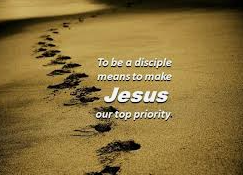 To be a disciple
means to make
Jesus
our top priority.